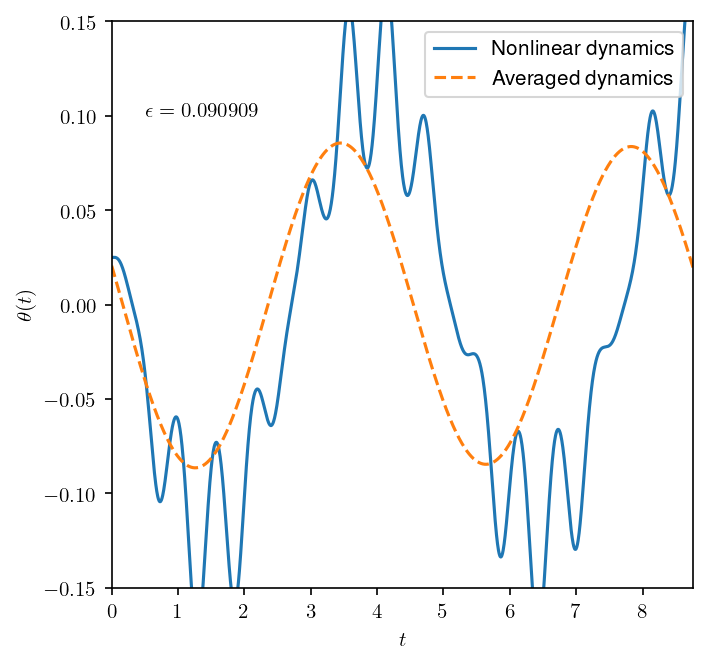 Nonlinear dynamics
Averaged dynamics
ϵ = 0.090909
θ(t)
0.15
0.10
0.05
0.00
−0.05
−0.10
−0.15
0 1 2 3 4 5 6 7 8
t